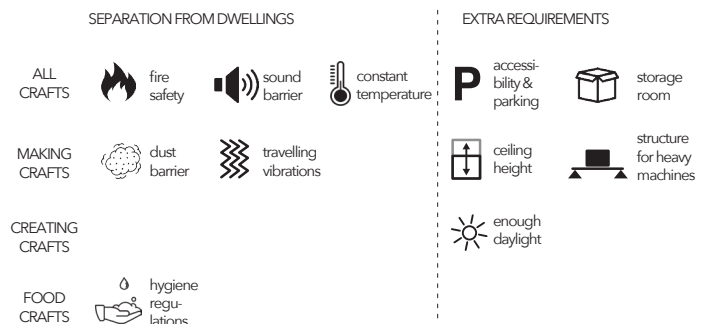 SEPARATION FROM DWELLINGS
EXTRA REQUIREMENTS
ALL
CRAFTS
fire
safety
sound
barrier
constant
temperature
P
accessi-
bility &
parking
storage
room
MAKING
CRAFTS
dust
barrier
travelling
vibrations
ceiling
height
structure
for heavy
machines
CREATING
CRAFTS
enough
daylight
FOOD
CRAFTS
hygiene
regu-
lations